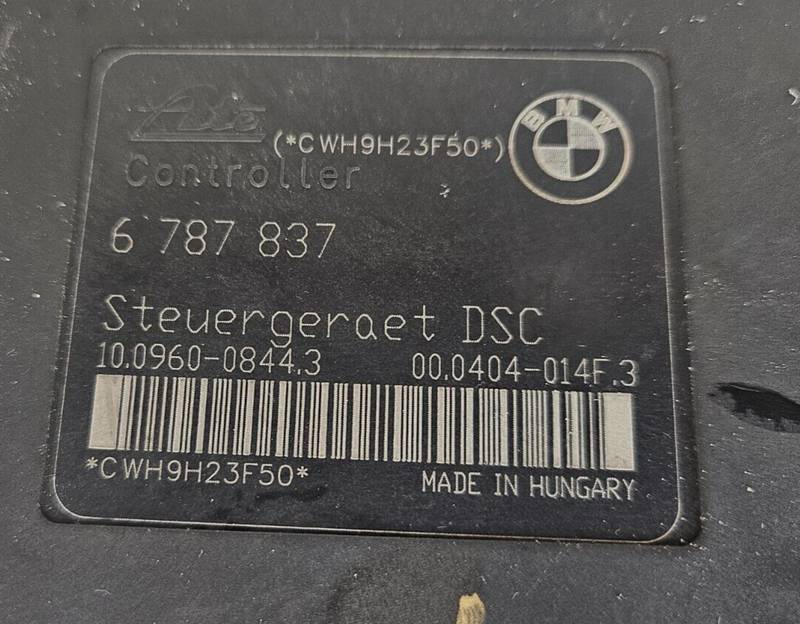 Ate
(*CWH9H23F50*)
BMW
Controller
6 787 837
Steuergeraet DSC
10.0960-0844.3 00.0404-014F.3
*CWH9H23F50* MADE IN HUNGARY